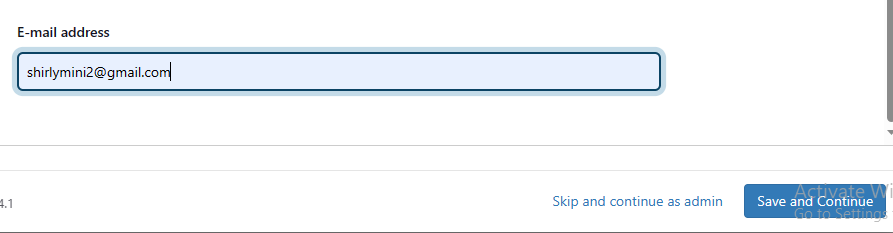 E-mail address
shirlymini2@gmail.com
4.1
Skip and continue as admin
Save and Continue
Activate Wi
Go to Settings